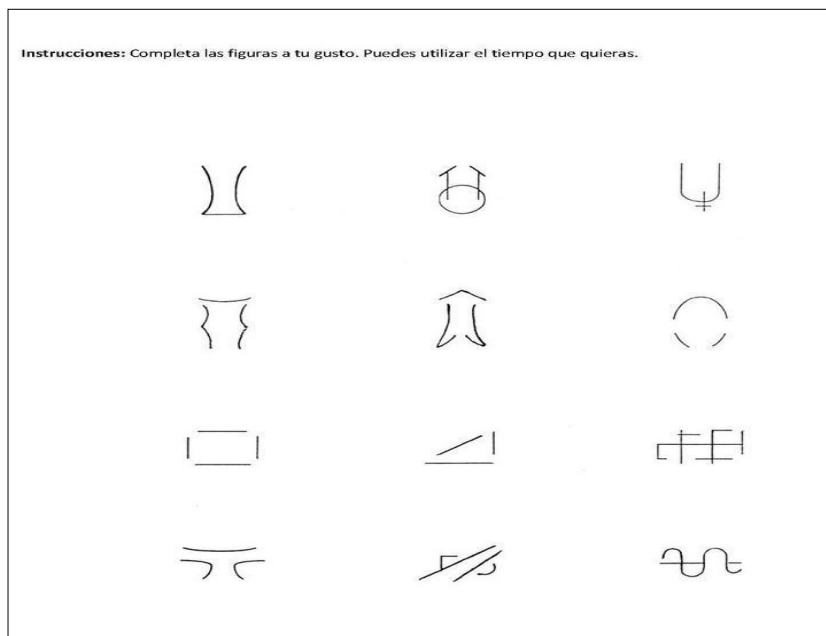 Instrucciones: Completa las figuras a tu gusto. Puedes utilizar el tiempo que quieras.